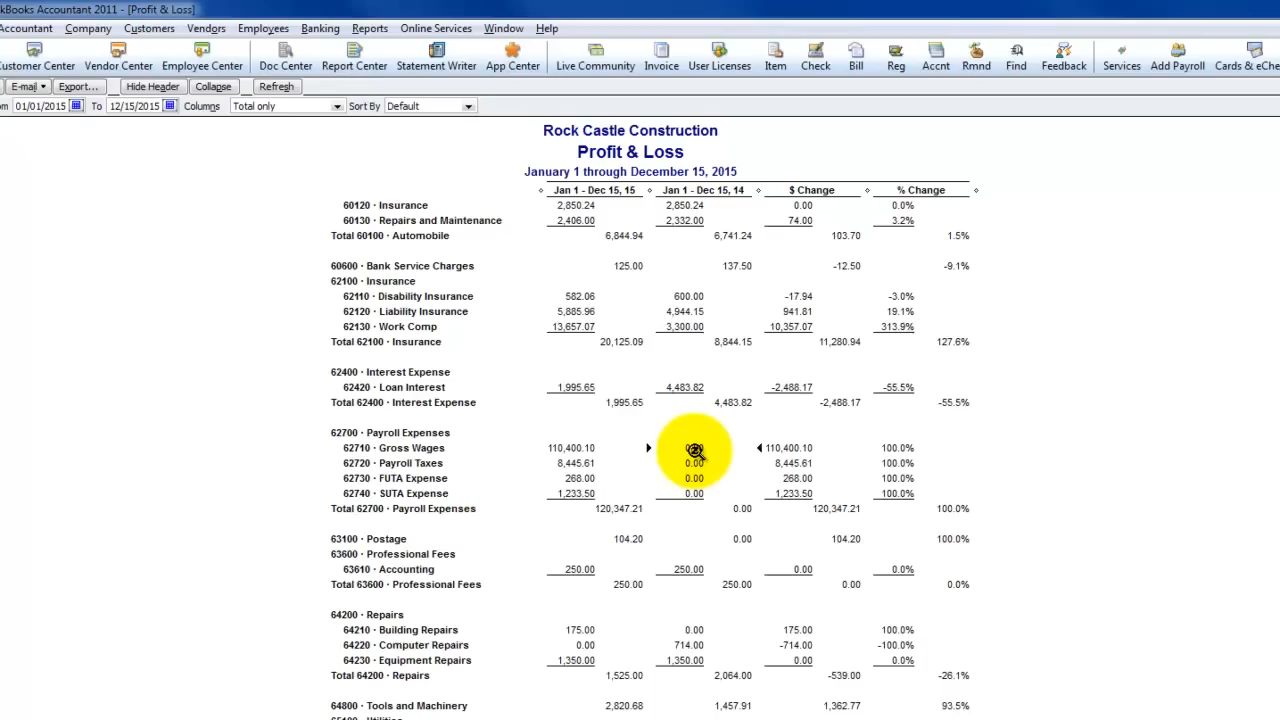 kBooks Accountant 2011 - [Profit & Loss]
Accountant Company Customers Vendors Employees Banking Reports Online Services Window Help
Customer Center Vendor Center Employee Center Doc Center Report Center Statement Writer App Center Live Community Invoice User Licenses Item Check Bill Reg Accnt Rmnd Find Feedback Services Add Payroll Cards & eChe
E-mail Export... Hide Header Collapse Refresh
om 01/01/2015 To 12/15/2015 Columns Total only Sort By Default
Rock Castle Construction
Profit & Loss
January 1 through December 15, 2015
Jan 1 - Dec 15, 15 Jan 1 - Dec 15, 14 $ Change % Change
60120 · Insurance 2,850.24 2,850.24 0.00 0.0%
60130 · Repairs and Maintenance 2,406.00 2,332.00 74.00 3.2%
Total 60100 · Automobile 6,844.94 6,741.24 103.70 1.5%
60600 · Bank Service Charges 125.00 137.50 -12.50 -9.1%
62100 · Insurance
62110 · Disability Insurance 582.06 600.00 -17.94 -3.0%
62120 · Liability Insurance 5,885.96 4,944.15 941.81 19.1%
62130 · Work Comp 13,657.07 3,300.00 10,357.07 313.9%
Total 62100 · Insurance 20,125.09 8,844.15 11,280.94 127.6%
62400 · Interest Expense
62420 · Loan Interest 1,995.65 4,483.82 -2,488.17 -55.5%
Total 62400 · Interest Expense 1,995.65 4,483.82 -2,488.17 -55.5%
62700 · Payroll Expenses
62710 · Gross Wages 110,400.10 110,400.10 100.0%
62720 · Payroll Taxes 8,445.61 0.00 8,445.61 100.0%
62730 · FUTA Expense 268.00 0.00 268.00 100.0%
62740 · SUTA Expense 1,233.50 0.00 1,233.50 100.0%
Total 62700 · Payroll Expenses 120,347.21 0.00 120,347.21 100.0%
63100 · Postage 104.20 0.00 104.20 100.0%
63600 · Professional Fees
63610 · Accounting 250.00 250.00 0.00 0.0%
Total 63600 · Professional Fees 250.00 250.00 0.00 0.0%
64200 · Repairs
64210 · Building Repairs 175.00 0.00 175.00 100.0%
64220 · Computer Repairs 0.00 714.00 -714.00 -100.0%
64230 · Equipment Repairs 1,350.00 1,350.00 0.00 0.0%
Total 64200 · Repairs 1,525.00 2,064.00 -539.00 -26.1%
64800 · Tools and Machinery 2,820.68 1,457.91 1,362.77 93.5%